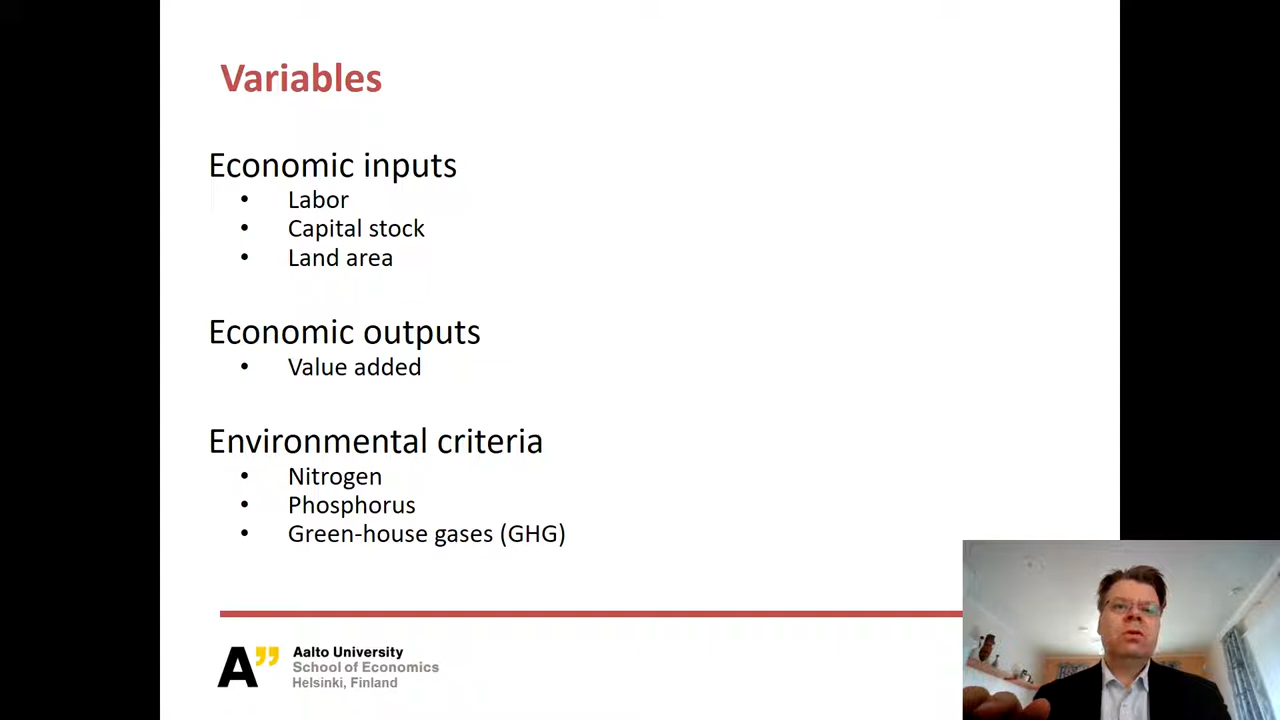 Variables
Economic inputs
• Labor
• Capital stock
• Land area
Economic outputs
• Value added
Environmental criteria
• Nitrogen
• Phosphorus
• Green-house gases (GHG)
A”
Aalto University
School of Economics
Helsinki, Finland